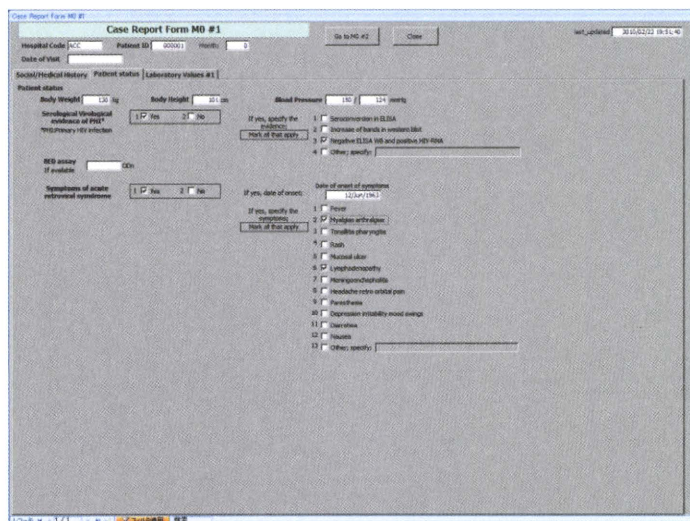 Case Report Form M0 #1
Case Report Form M0 #1
Go to M0 #2
Close
last_updated 2010/02/22 19:51:40
Hospital Code ACC Patient ID 000001 Month: 0
Date of Visit
Social/Medical History Patient status Laboratory Values #1
Patient status
Body Weight 130 kg Body Height 101 cm Blood Pressure 150 / 124 mmHg
Serological Virological evidence of PHI* 1 Yes 2 No
*PHI:Primary HIV infection
If yes, specify the evidence;
Mark all that apply
1 Seroconversion in ELISA
2 Increase of bands in western blot
3 Negative ELISA WB and positive HIV-RNA
4 Other; specify:
BED assay
If available
ODn
Symptoms of acute retroviral syndrome 1 Yes 2 No
If yes, date of onset;
Date of onset of symptoms
12/Jun/1963
If yes, specify the symptoms;
Mark all that apply
1 Fever
2 Myalgias arthralgias
3 Tonsillitis pharyngitis
4 Rash
5 Mucosal ulcer
6 Lymphadenopathy
7 Meningoencephalitis
8 Headache retro orbital pain
9 Paresthesia
10 Depression irritability mood swings
11 Diarrhea
12 Nausea
13 Other; specify: